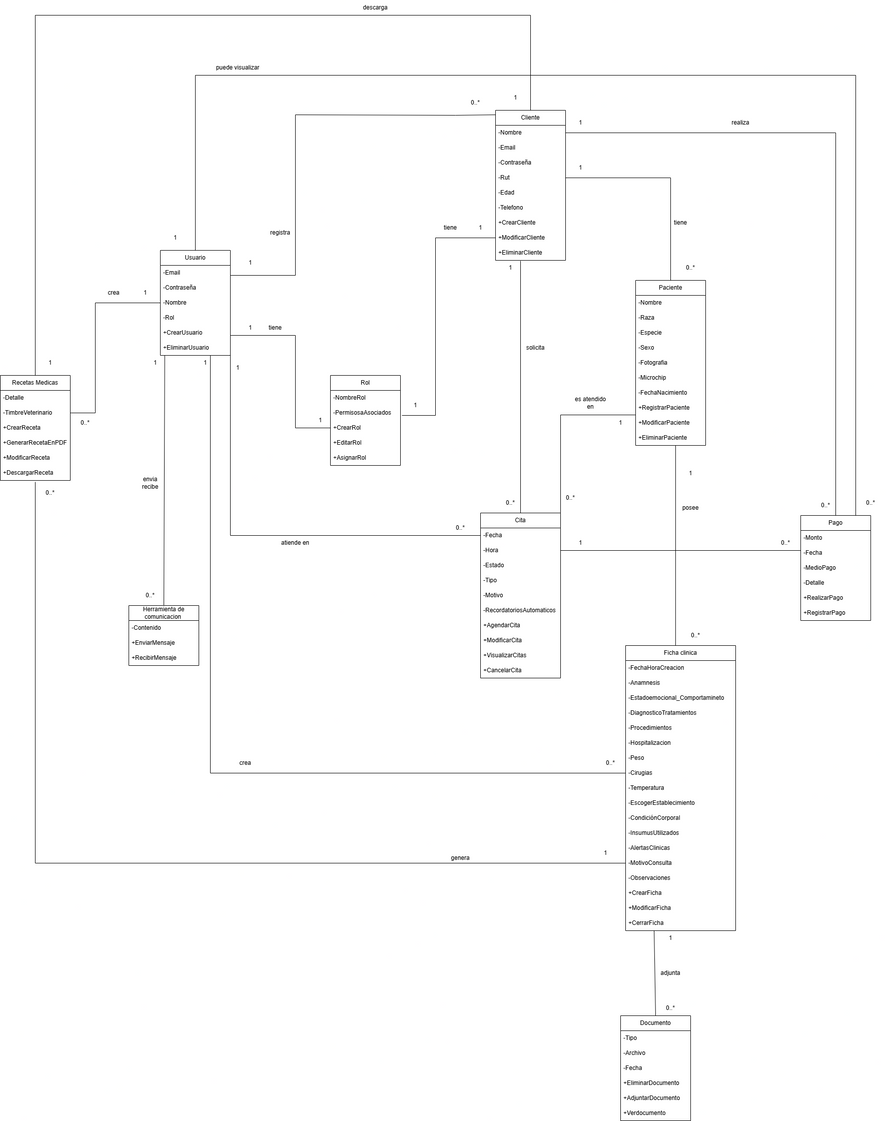 descarga
puede visualizar
0..*
1
Cliente
-Nombre
-Email
-Contraseña
-Rut
-Edad
-Telefono
+CrearCliente
+ModificarCliente
+EliminarCliente
1
realiza
1
tiene
0..*
registra
1
tiene
1
1
1
solicita
Usuario
-Email
-Contraseña
-Nombre
-Rol
+CrearUsuario
+EliminarUsuario
crea
1
1
tiene
1
1
1
1
Paciente
-Nombre
-Raza
-Especie
-Sexo
-Fotografia
-Microchip
-FechaNacimiento
+RegistrarPaciente
+ModificarPaciente
+EliminarPaciente
1
Recetas Medicas
-Detalle
-TimbreVeterinario
+CrearReceta
+GenerarRecetaEnPDF
+ModificarReceta
+DescargarReceta
0..*
0..*
Rol
-NombreRol
-PermisosaAsociados
+CrearRol
+EditarRol
+AsignarRol
1
es atendido
en
1
0..*
1
posee
envia
recibe
0..*
atiende en
0..*
0..*
Cita
-Fecha
-Hora
-Estado
-Tipo
-Motivo
-RecordatoriosAutomaticos
+AgendarCita
+ModificarCita
+VisualizarCitas
+CancelarCita
1
0..*
0..*
0..*
Pago
-Monto
-Fecha
-MedioPago
-Detalle
+RealizarPago
+RegistrarPago
Herramienta de
comunicacion
-Contenido
+EnviarMensaje
+RecibirMensaje
0..*
Ficha clinica
-FechaHoraCreacion
-Anamnesis
-Estadoemocional_Comportamineto
-DiagnosticoTratamientos
-Procedimientos
-Hospitalizacion
-Peso
-Cirugias
-Temperatura
-EscogerEstablecimiento
-CondiciónCorporal
-InsumusUtilizados
-AlertasClinicas
-MotivoConsulta
-Observaciones
+CrearFicha
+ModificarFicha
+CerrarFicha
crea
0..*
genera
1
1
adjunta
0..*
Documento
-Tipo
-Archivo
-Fecha
+EliminarDocumento
+AdjuntarDocumento
+Verdocumento